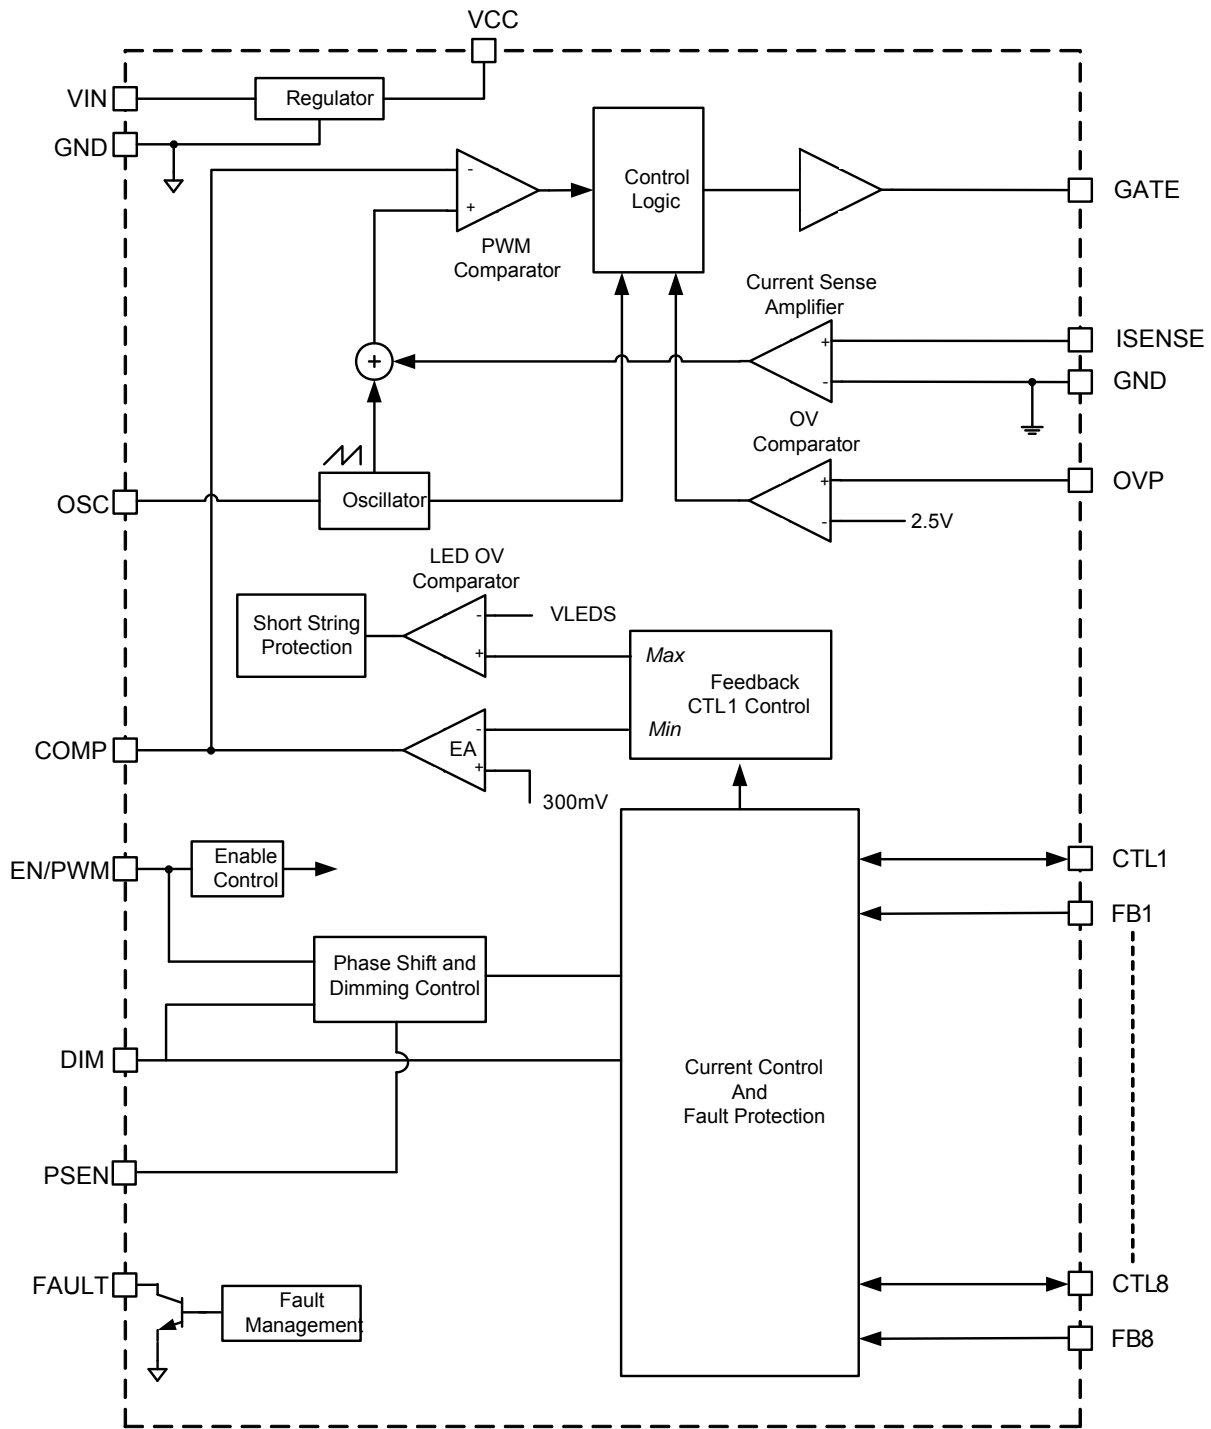 VCC
VIN
Regulator
GND
-
+
PWM
Comparator
Control
Logic
GATE
Current Sense
Amplifier
+
-
ISENSE
GND
+
OV
Comparator
+
-
2.5V
OVP
OSC
Oscillator
LED OV
Comparator
-
+
VLEDS
Short String
Protection
Max
Feedback
CTL1 Control
Min
COMP
-
EA
+
300mV
EN/PWM
Enable
Control
CTL1
FB1
Phase Shift and
Dimming Control
DIM
Current Control
And
Fault Protection
PSEN
FAULT
Fault
Management
CTL8
FB8